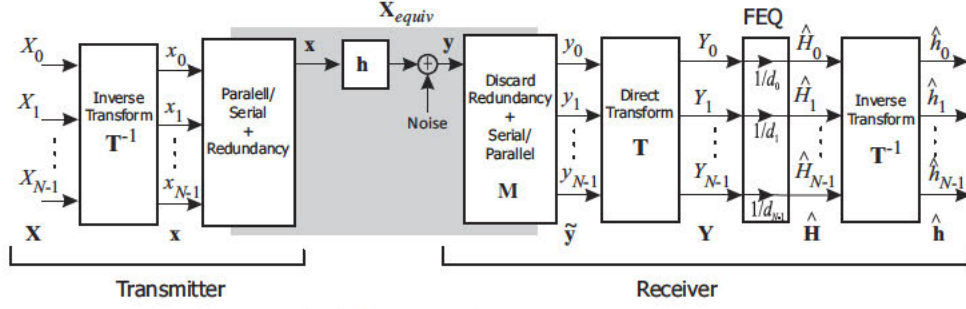 X_equiv
FEQ
X_0
x_0
x
h
y
y_0
Y_0
1/d_0
Ĥ_0
ĥ_0
X_1
Inverse
Transform
T^-1
x_1
Paralell/
Serial
+
Redundancy
Noise
Discard
Redundancy
+
Serial/
Parallel
M
y_1
Direct
Transform
T
Y_1
1/d_1
Ĥ_1
Inverse
Transform
T^-1
ĥ_1
X_N-1
x_N-1
y_N-1
Y_N-1
1/d_N-1
Ĥ_N-1
ĥ_N-1
X
x
ỹ
Y
Ĥ
ĥ
Transmitter
Receiver